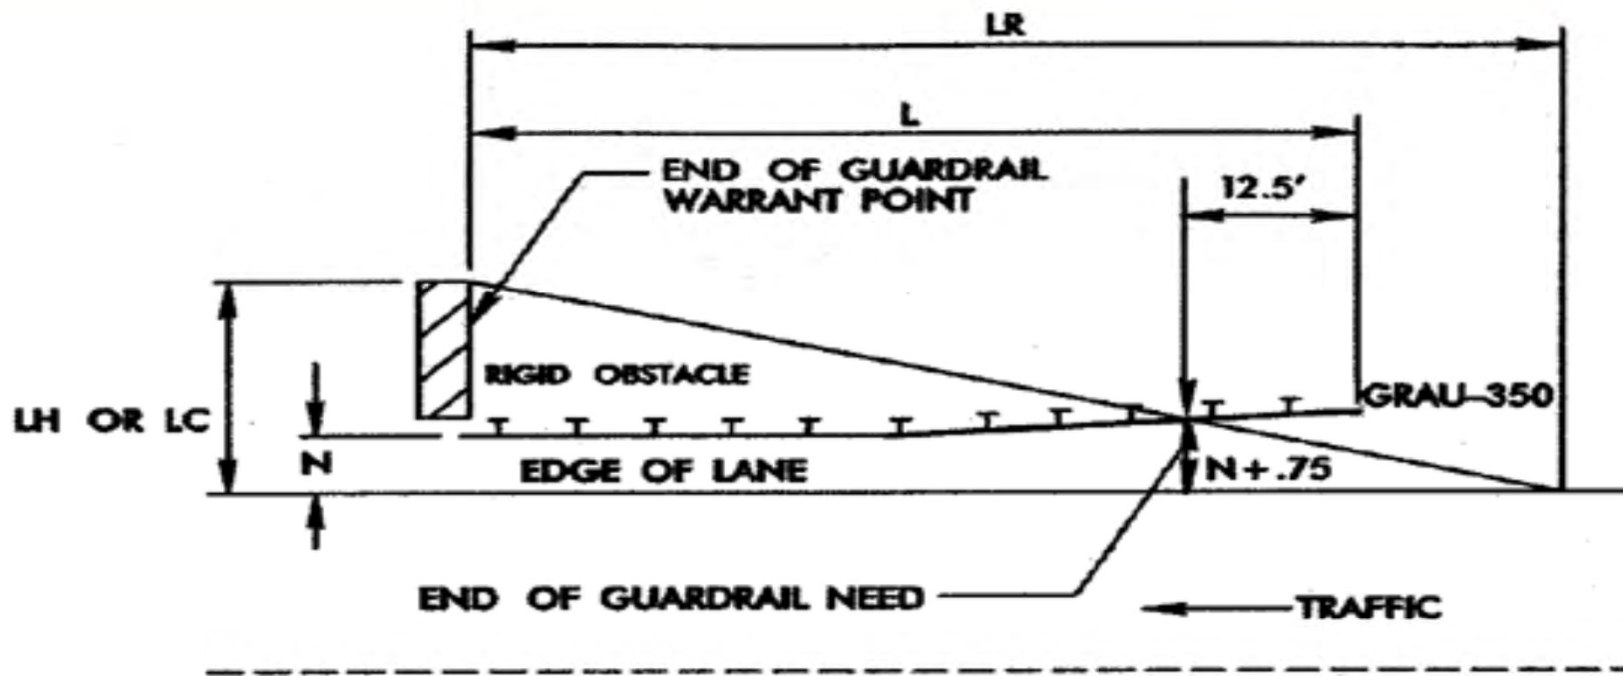 LR
L
END OF GUARDRAIL
WARRANT POINT
12.5'
RIGID OBSTACLE
GRAU-350
LH OR LC
N
EDGE OF LANE
N + .75
END OF GUARDRAIL NEED
TRAFFIC